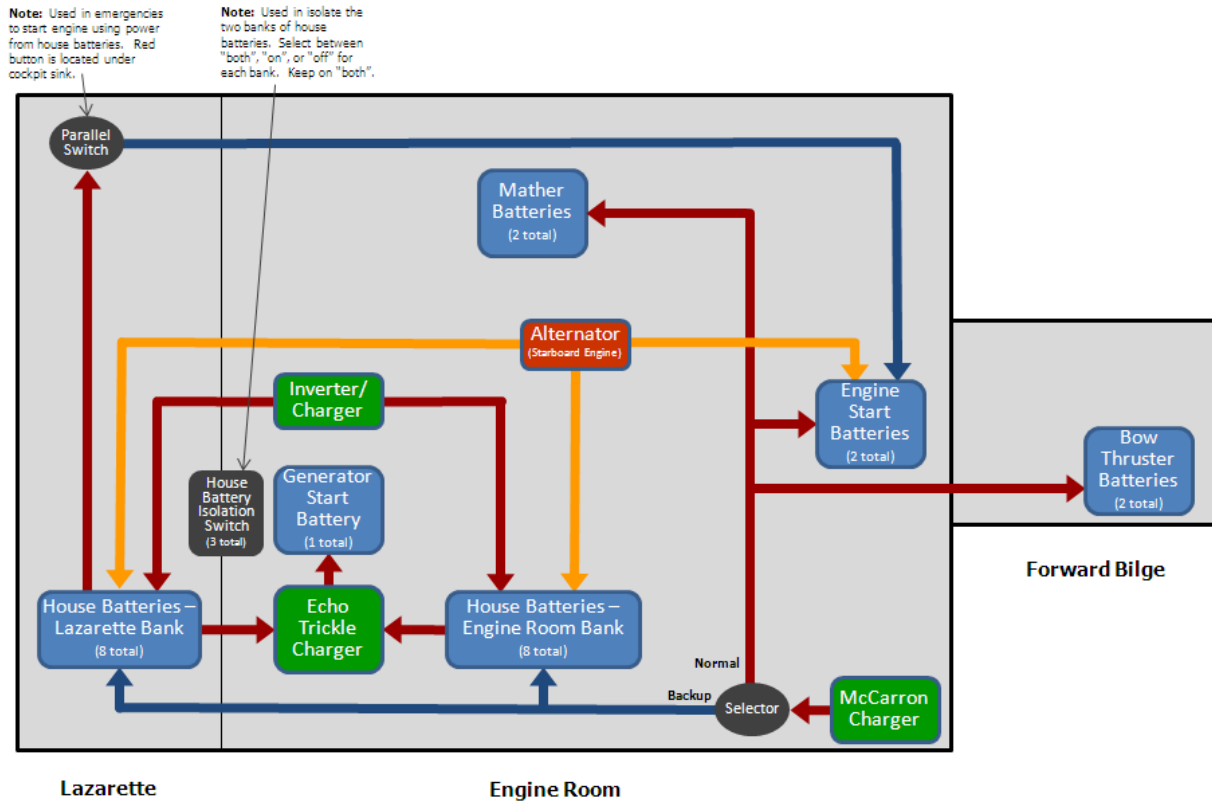 Note: Used in emergencies
to start engine using power
from house batteries. Red
button is located under
cockpit sink.
Note: Used in isolate the
two banks of house
batteries. Select between
"both", "on", or "off" for
each bank. Keep on "both".
Parallel
Switch
Mather
Batteries
(2 total)
Alternator
(Starboard Engine)
Inverter/
Charger
Engine
Start
Batteries
(2 total)
Bow
Thruster
Batteries
(2 total)
House
Battery
Isolation
Switch
(3 total)
Generator
Start
Battery
(1 total)
Forward Bilge
House Batteries –
Lazarette Bank
(8 total)
Echo
Trickle
Charger
House Batteries –
Engine Room Bank
(8 total)
Normal
Backup
Selector
McCarron
Charger
Lazarette
Engine Room